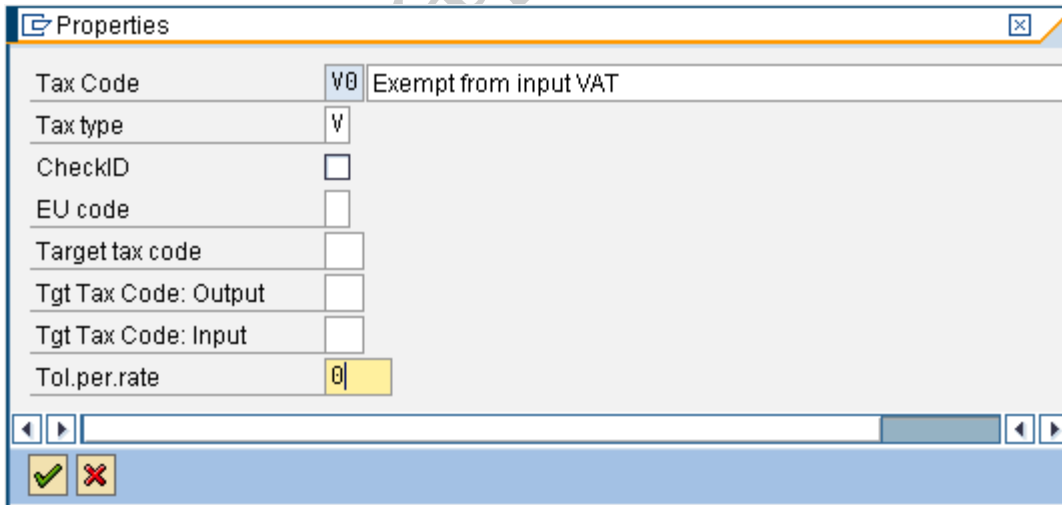 Properties
Tax Code V0 Exempt from input VAT
Tax type V
CheckID
EU code
Target tax code
Tgt Tax Code: Output
Tgt Tax Code: Input
Tol.per.rate 0